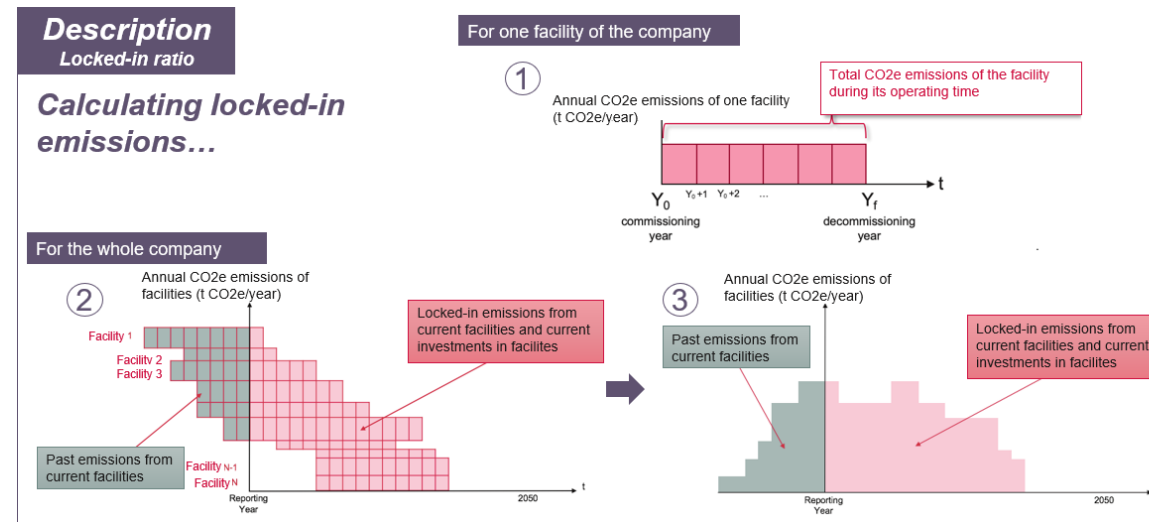 Description
Locked-in ratio
Calculating locked-in
emissions…
For one facility of the company
1
Annual CO2e emissions of one facility
(t CO2e/year)
Total CO2e emissions of the facility
during its operating time
t
Y0
Y0+1
Y0+2
...
Yf
commissioning
year
decommissioning
year
For the whole company
2
Annual CO2e emissions of
facilities (t CO2e/year)
Facility 1
Facility 2
Facility 3
Locked-in emissions from
current facilities and current
investments in facilites
Past emissions from
current facilities
Facility N-1
Facility N
Reporting
Year
2050
t
3
Annual CO2e emissions of
facilities (t CO2e/year)
Past emissions from
current facilities
Locked-in emissions from
current facilities and current
investments in facilites
Reporting
Year
2050